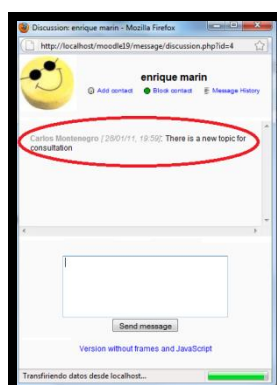 Discussion: enrique marin - Mozilla Firefox
http://localhost/moodle19/message/discussion.php?id=4
enrique marin
Add contact Block contact Message History
Carlos Montenegro [28/01/11, 19:59]: There is a new topic for
consultation
Send message
Version without frames and JavaScript
Transfiriendo datos desde localhost...